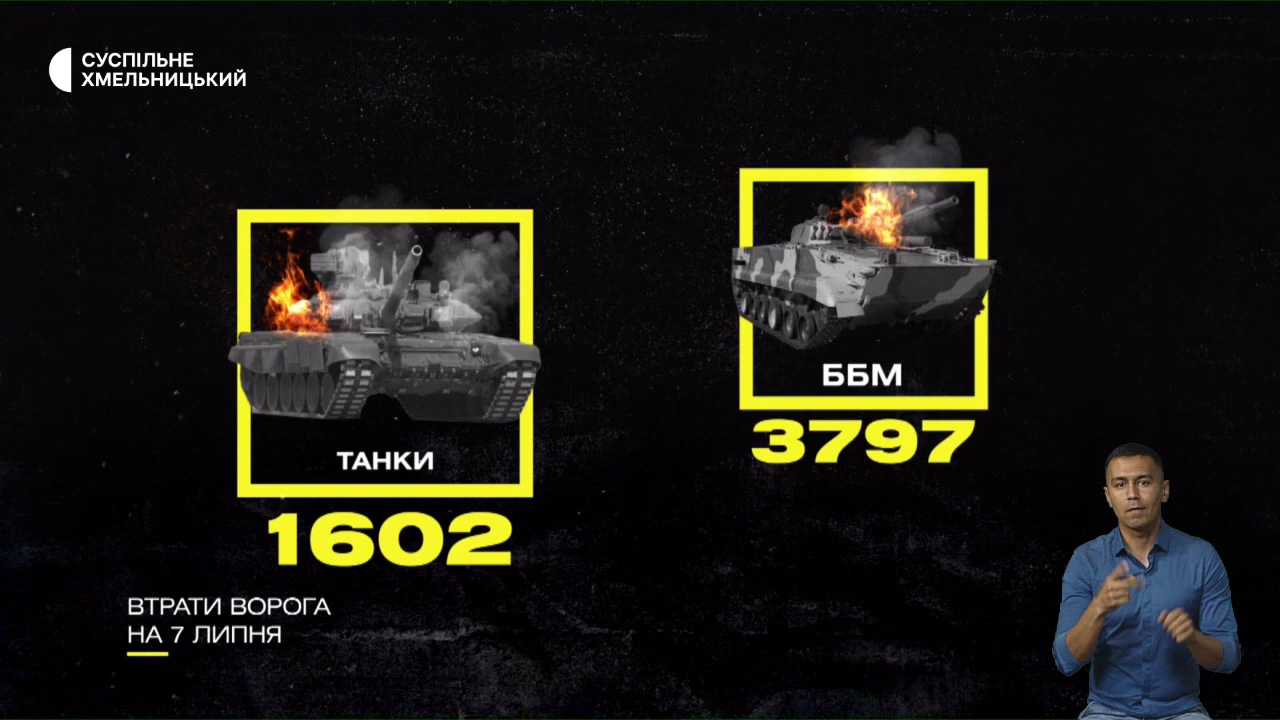 СУСПІЛЬНЕ
ХМЕЛЬНИЦЬКИЙ
ТАНКИ
1602
ББМ
3797
ВТРАТИ ВОРОГА
НА 7 ЛИПНЯ